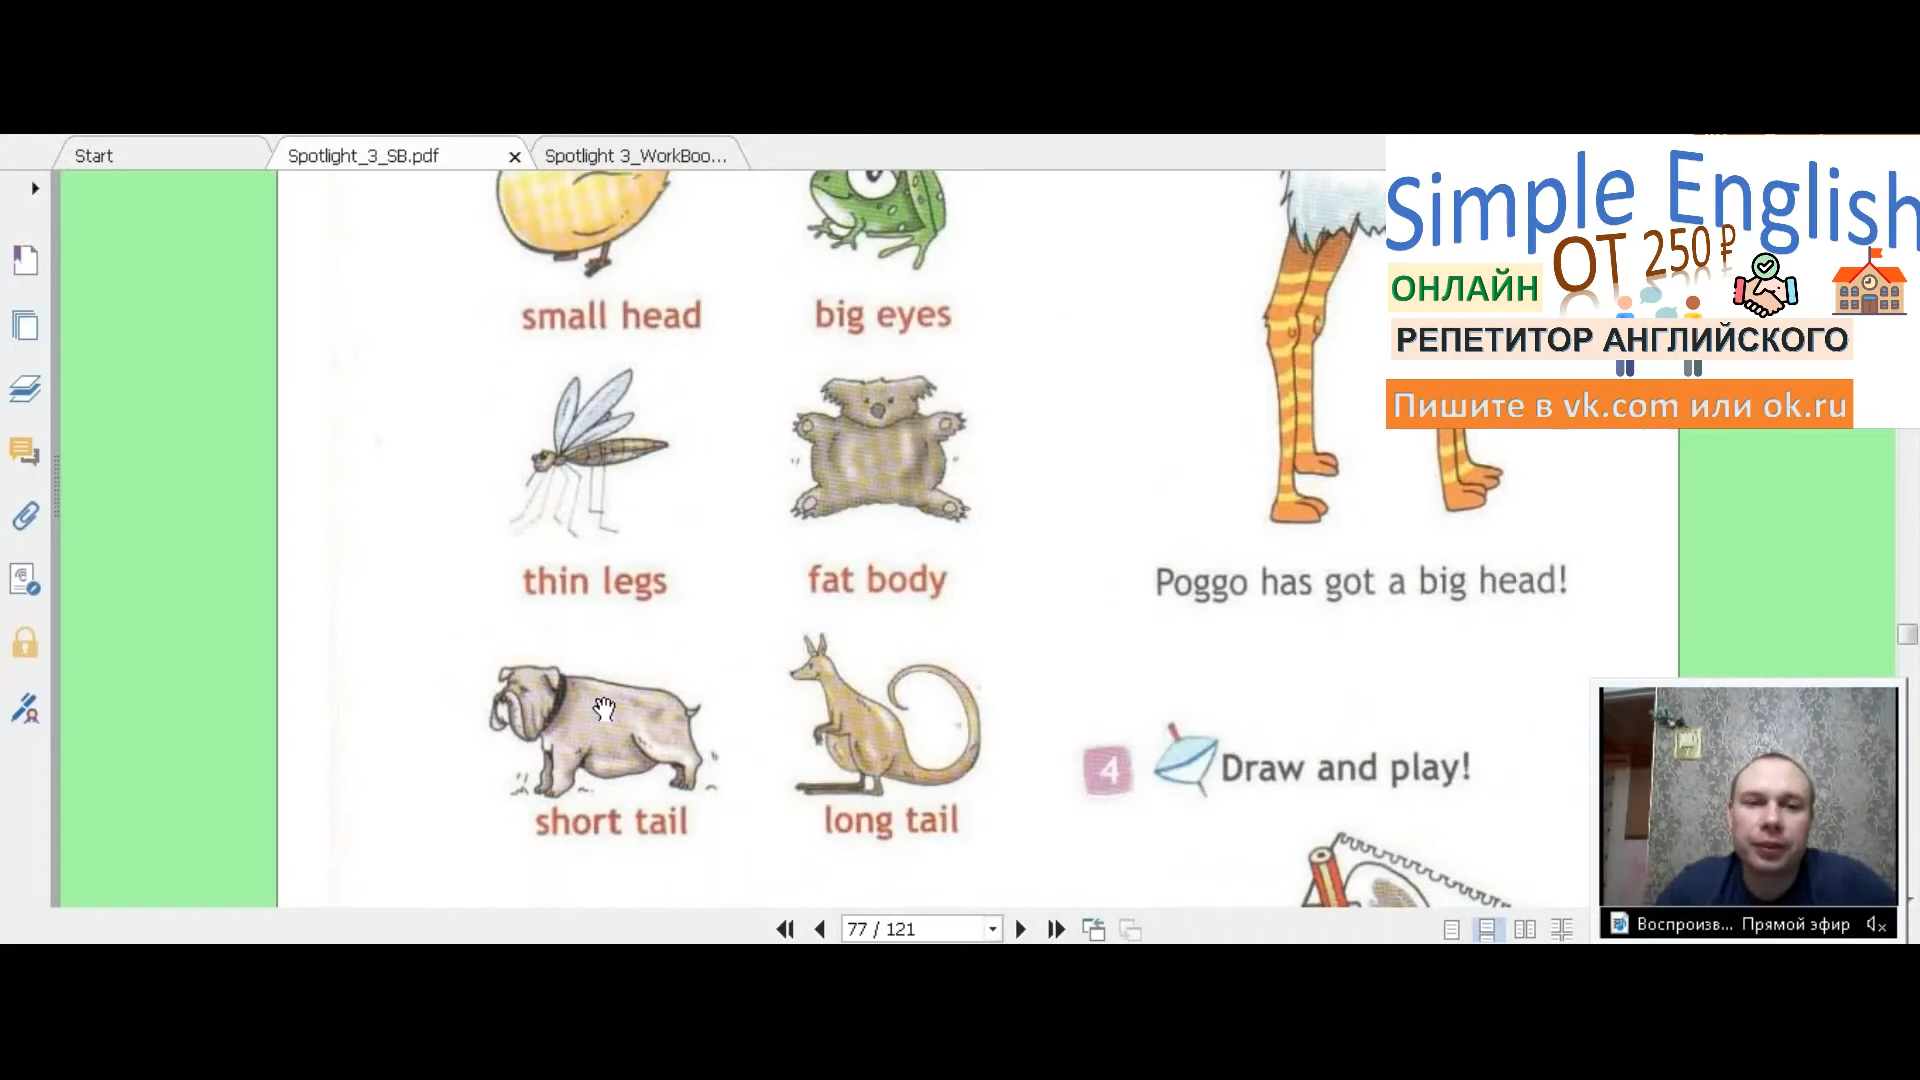 Start
Spotlight_3_SB.pdf
Spotlight 3_WorkBoo...
Simple English
ОТ 250 ₽
ОНЛАЙН
РЕПЕТИТОР АНГЛИЙСКОГО
Пишите в vk.com или ok.ru
small head
big eyes
thin legs
fat body
Poggo has got a big head!
short tail
long tail
4 Draw and play!
77 / 121
Воспроизв... Прямой эфир